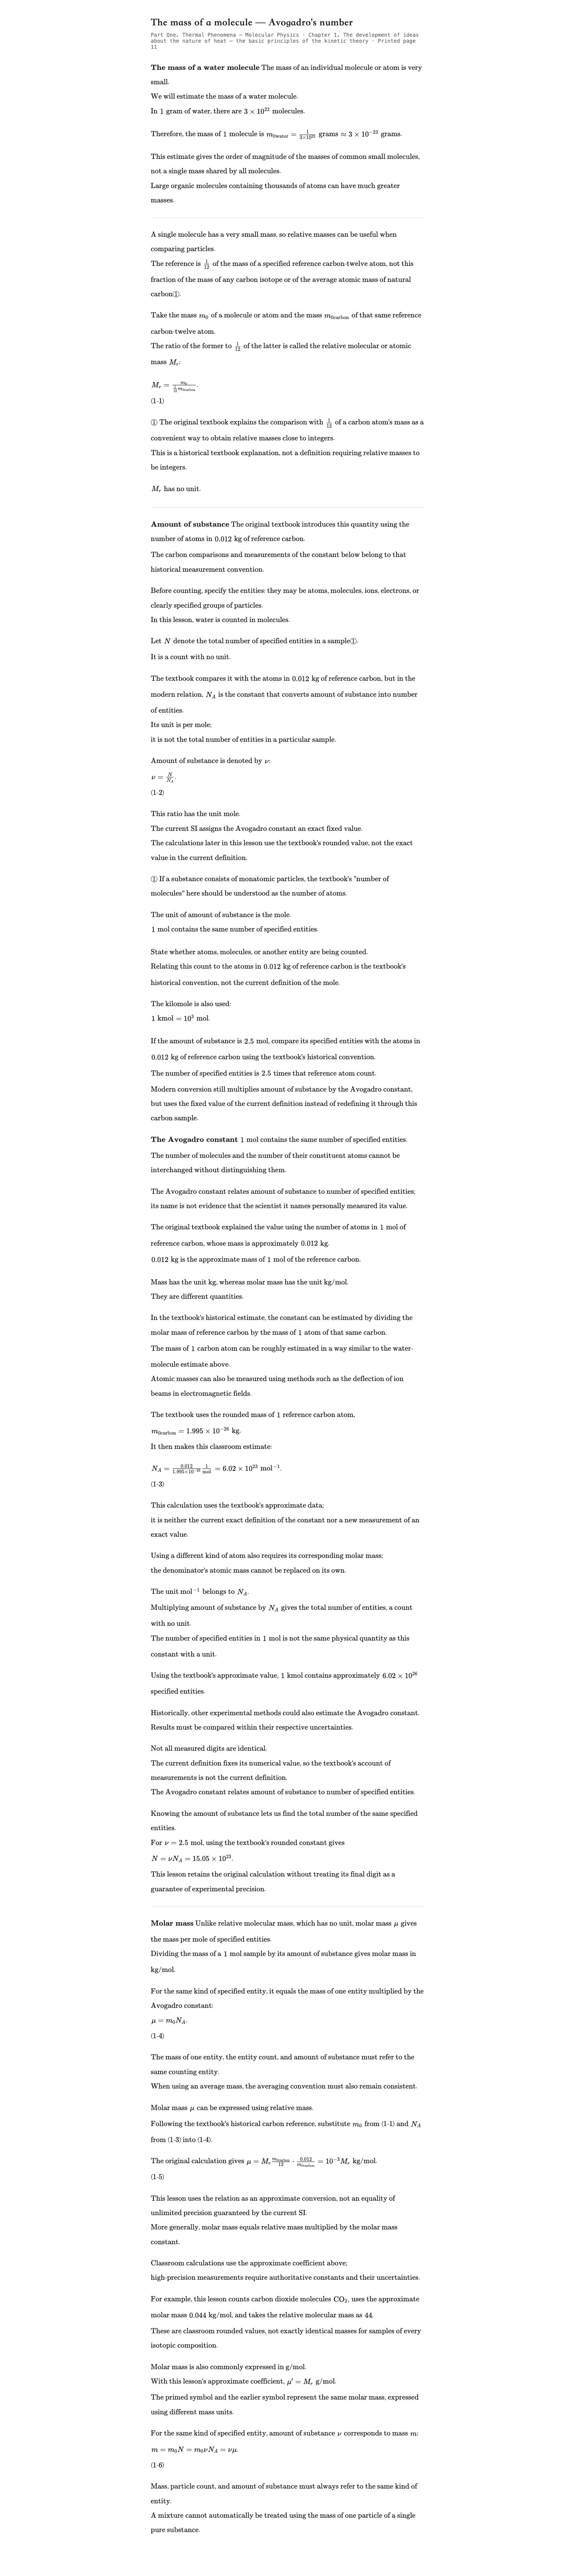 The mass of a molecule — Avogadro's number
Part One. Thermal Phenomena — Molecular Physics · Chapter 1. The development of ideas
about the nature of heat — the basic principles of the kinetic theory · Printed page
11
The mass of a water molecule The mass of an individual molecule or atom is very
small.
We will estimate the mass of a water molecule.
In 1 gram of water, there are 3 × 10^22 molecules.
Therefore, the mass of 1 molecule is m_0water = 1/(3×10^22) grams ≈ 3 × 10^−23 grams.
This estimate gives the order of magnitude of the masses of common small molecules,
not a single mass shared by all molecules.
Large organic molecules containing thousands of atoms can have much greater
masses.
A single molecule has a very small mass, so relative masses can be useful when
comparing particles.
The reference is 1/12 of the mass of a specified reference carbon-twelve atom, not this
fraction of the mass of any carbon isotope or of the average atomic mass of natural
carbon①.
Take the mass m_0 of a molecule or atom and the mass m_0carbon of that same reference
carbon-twelve atom.
The ratio of the former to 1/12 of the latter is called the relative molecular or atomic
mass M_r:
M_r = m_0/(1/12 m_0carbon).
(1-1)
① The original textbook explains the comparison with 1/12 of a carbon atom's mass as a
convenient way to obtain relative masses close to integers.
This is a historical textbook explanation, not a definition requiring relative masses to
be integers.
M_r has no unit.
Amount of substance The original textbook introduces this quantity using the
number of atoms in 0.012 kg of reference carbon.
The carbon comparisons and measurements of the constant below belong to that
historical measurement convention.
Before counting, specify the entities: they may be atoms, molecules, ions, electrons, or
clearly specified groups of particles.
In this lesson, water is counted in molecules.
Let N denote the total number of specified entities in a sample①.
It is a count with no unit.
The textbook compares it with the atoms in 0.012 kg of reference carbon, but in the
modern relation, N_A is the constant that converts amount of substance into number
of entities.
Its unit is per mole;
it is not the total number of entities in a particular sample.
Amount of substance is denoted by ν:
ν = N/N_A.
(1-2)
This ratio has the unit mole.
The current SI assigns the Avogadro constant an exact fixed value.
The calculations later in this lesson use the textbook's rounded value, not the exact
value in the current definition.
① If a substance consists of monatomic particles, the textbook's "number of
molecules" here should be understood as the number of atoms.
The unit of amount of substance is the mole.
1 mol contains the same number of specified entities.
State whether atoms, molecules, or another entity are being counted.
Relating this count to the atoms in 0.012 kg of reference carbon is the textbook's
historical convention, not the current definition of the mole.
The kilomole is also used:
1 kmol = 10^3 mol.
If the amount of substance is 2.5 mol, compare its specified entities with the atoms in
0.012 kg of reference carbon using the textbook's historical convention.
The number of specified entities is 2.5 times that reference atom count.
Modern conversion still multiplies amount of substance by the Avogadro constant,
but uses the fixed value of the current definition instead of redefining it through this
carbon sample.
The Avogadro constant 1 mol contains the same number of specified entities.
The number of molecules and the number of their constituent atoms cannot be
interchanged without distinguishing them.
The Avogadro constant relates amount of substance to number of specified entities;
its name is not evidence that the scientist it names personally measured its value.
The original textbook explained the value using the number of atoms in 1 mol of
reference carbon, whose mass is approximately 0.012 kg.
0.012 kg is the approximate mass of 1 mol of the reference carbon.
Mass has the unit kg, whereas molar mass has the unit kg/mol.
They are different quantities.
In the textbook's historical estimate, the constant can be estimated by dividing the
molar mass of reference carbon by the mass of 1 atom of that same carbon.
The mass of 1 carbon atom can be roughly estimated in a way similar to the water-
molecule estimate above.
Atomic masses can also be measured using methods such as the deflection of ion
beams in electromagnetic fields.
The textbook uses the rounded mass of 1 reference carbon atom,
m_0carbon = 1.995 × 10^−26 kg.
It then makes this classroom estimate:
N_A = 0.012/(1.995×10^−26) 1/mol = 6.02 × 10^23 mol^−1.
(1-3)
This calculation uses the textbook's approximate data;
it is neither the current exact definition of the constant nor a new measurement of an
exact value.
Using a different kind of atom also requires its corresponding molar mass;
the denominator's atomic mass cannot be replaced on its own.
The unit mol^−1 belongs to N_A.
Multiplying amount of substance by N_A gives the total number of entities, a count
with no unit.
The number of specified entities in 1 mol is not the same physical quantity as this
constant with a unit.
Using the textbook's approximate value, 1 kmol contains approximately 6.02 × 10^26
specified entities.
Historically, other experimental methods could also estimate the Avogadro constant.
Results must be compared within their respective uncertainties.
Not all measured digits are identical.
The current definition fixes its numerical value, so the textbook's account of
measurements is not the current definition.
The Avogadro constant relates amount of substance to number of specified entities.
Knowing the amount of substance lets us find the total number of the same specified
entities.
For ν = 2.5 mol, using the textbook's rounded constant gives
N = νN_A = 15.05 × 10^23.
This lesson retains the original calculation without treating its final digit as a
guarantee of experimental precision.
Molar mass Unlike relative molecular mass, which has no unit, molar mass μ gives
the mass per mole of specified entities.
Dividing the mass of a 1 mol sample by its amount of substance gives molar mass in
kg/mol.
For the same kind of specified entity, it equals the mass of one entity multiplied by the
Avogadro constant:
μ = m_0N_A.
(1-4)
The mass of one entity, the entity count, and amount of substance must refer to the
same counting entity.
When using an average mass, the averaging convention must also remain consistent.
Molar mass μ can be expressed using relative mass.
Following the textbook's historical carbon reference, substitute m_0 from (1-1) and N_A
from (1-3) into (1-4).
The original calculation gives μ = M_r m_0carbon/12 · 0.012/m_0carbon = 10^−3M_r kg/mol.
(1-5)
This lesson uses the relation as an approximate conversion, not an equality of
unlimited precision guaranteed by the current SI.
More generally, molar mass equals relative mass multiplied by the molar mass
constant.
Classroom calculations use the approximate coefficient above;
high-precision measurements require authoritative constants and their uncertainties.
For example, this lesson counts carbon dioxide molecules CO_2, uses the approximate
molar mass 0.044 kg/mol, and takes the relative molecular mass as 44.
These are classroom rounded values, not exactly identical masses for samples of every
isotopic composition.
Molar mass is also commonly expressed in g/mol.
With this lesson's approximate coefficient, μ′ = M_r g/mol.
The primed symbol and the earlier symbol represent the same molar mass, expressed
using different mass units.
For the same kind of specified entity, amount of substance ν corresponds to mass m:
m = m_0N = m_0νN_A = νμ.
(1-6)
Mass, particle count, and amount of substance must always refer to the same kind of
entity.
A mixture cannot automatically be treated using the mass of one particle of a single
pure substance.